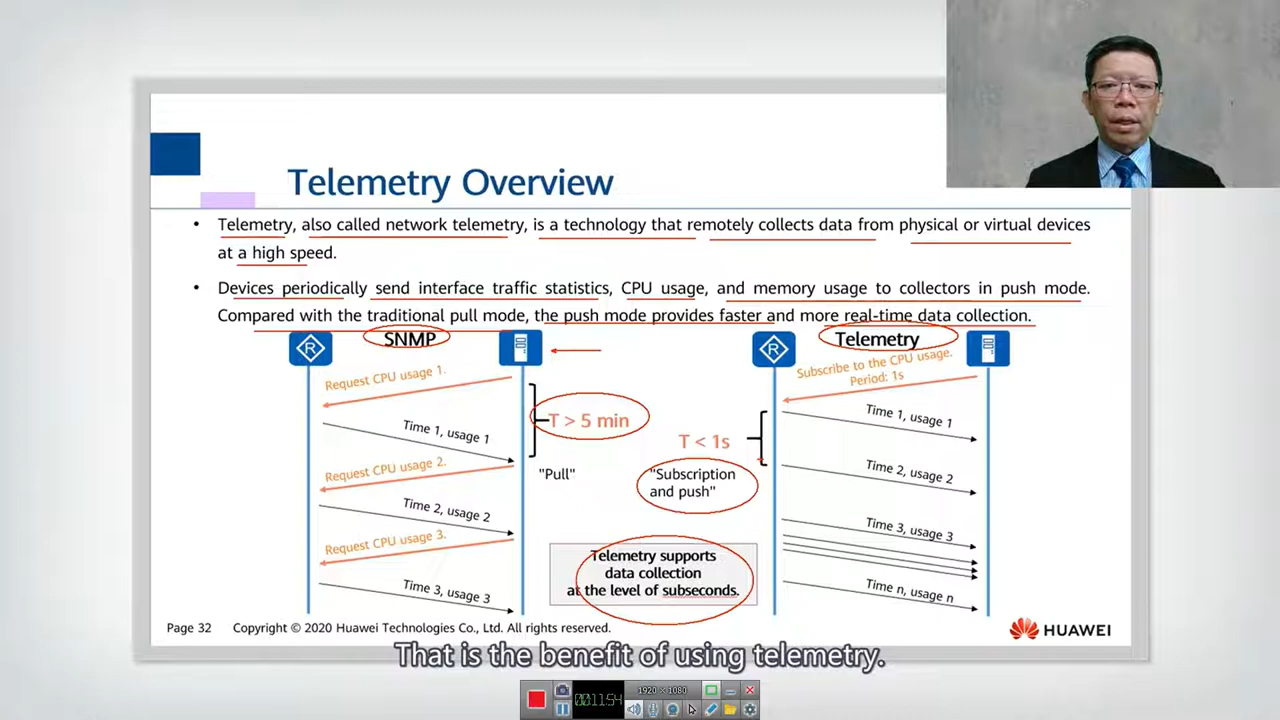 Telemetry Overview
• Telemetry, also called network telemetry, is a technology that remotely collects data from physical or virtual devices
at a high speed.
• Devices periodically send interface traffic statistics, CPU usage, and memory usage to collectors in push mode.
Compared with the traditional pull mode, the push mode provides faster and more real-time data collection.
R
SNMP
Request CPU usage 1.
Time 1, usage 1
Request CPU usage 2.
Time 2, usage 2
Request CPU usage 3.
Time 3, usage 3
T > 5 min
"Pull"
R
Telemetry
Subscribe to the CPU usage.
Period: 1s
T < 1s
"Subscription
and push"
Time 1, usage 1
Time 2, usage 2
Time 3, usage 3
Time n, usage n
Telemetry supports
data collection
at the level of subseconds.
Page 32 Copyright © 2020 Huawei Technologies Co., Ltd. All rights reserved.
HUAWEI
That is the benefit of using telemetry.
1920 × 1080